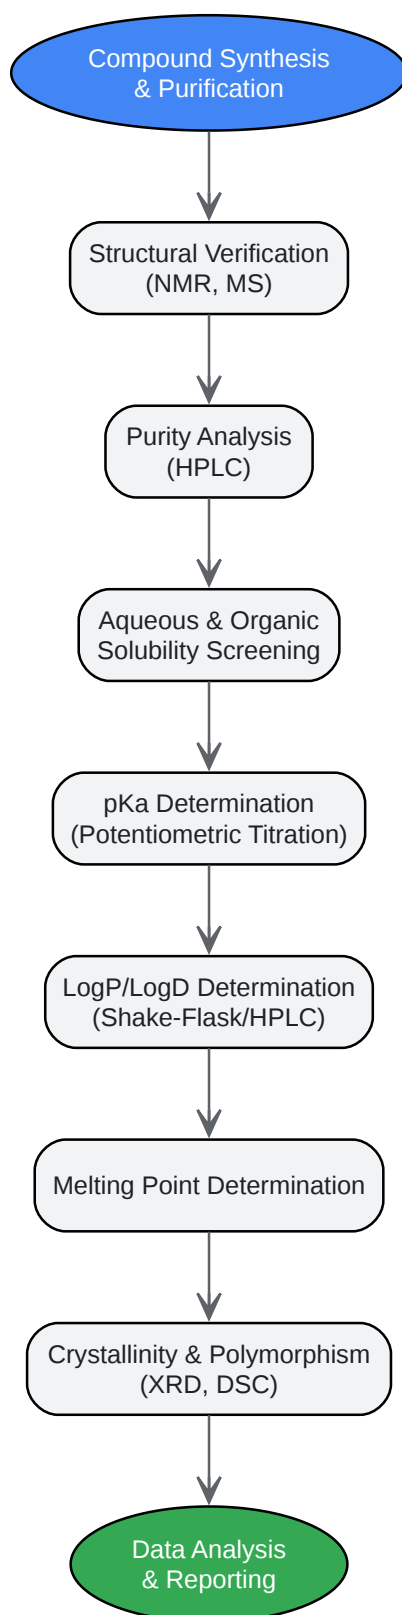 Compound Synthesis
& Purification
Structural Verification
(NMR, MS)
Purity Analysis
(HPLC)
Aqueous & Organic
Solubility Screening
pKa Determination
(Potentiometric Titration)
LogP/LogD Determination
(Shake-Flask/HPLC)
Melting Point Determination
Crystallinity & Polymorphism
(XRD, DSC)
Data Analysis
& Reporting